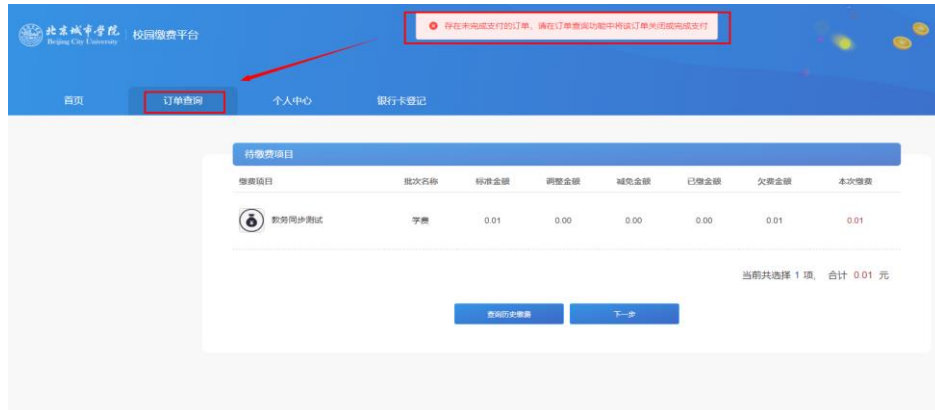 存在未完成支付的订单，请在订单查询功能中将该订单关闭或完成支付
北京城市学院 校园缴费平台
Beijing City University
首页 订单查询 个人中心 银行卡登记
待缴费项目
缴费项目 批次名称 标准金额 调整金额 减免金额 已缴金额 欠费金额 本次缴费
教务同步测试 学费 0.01 0.00 0.00 0.00 0.01 0.01
当前共选择 1 项, 合计 0.01 元
查询历史缴费 下一步